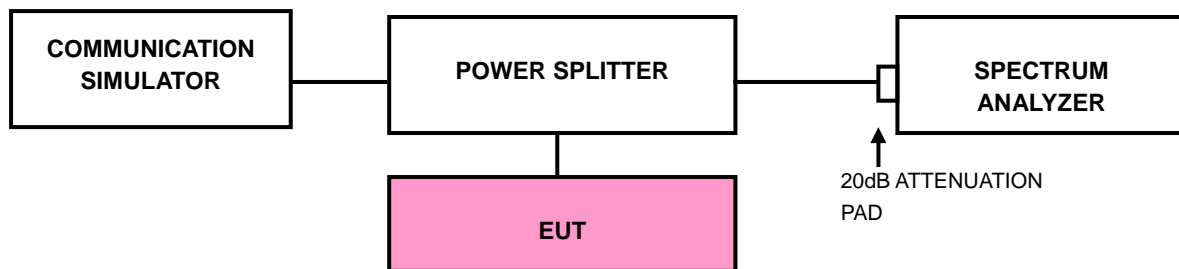 COMMUNICATION
SIMULATOR
POWER SPLITTER
SPECTRUM
ANALYZER
20dB ATTENUATION
PAD
EUT